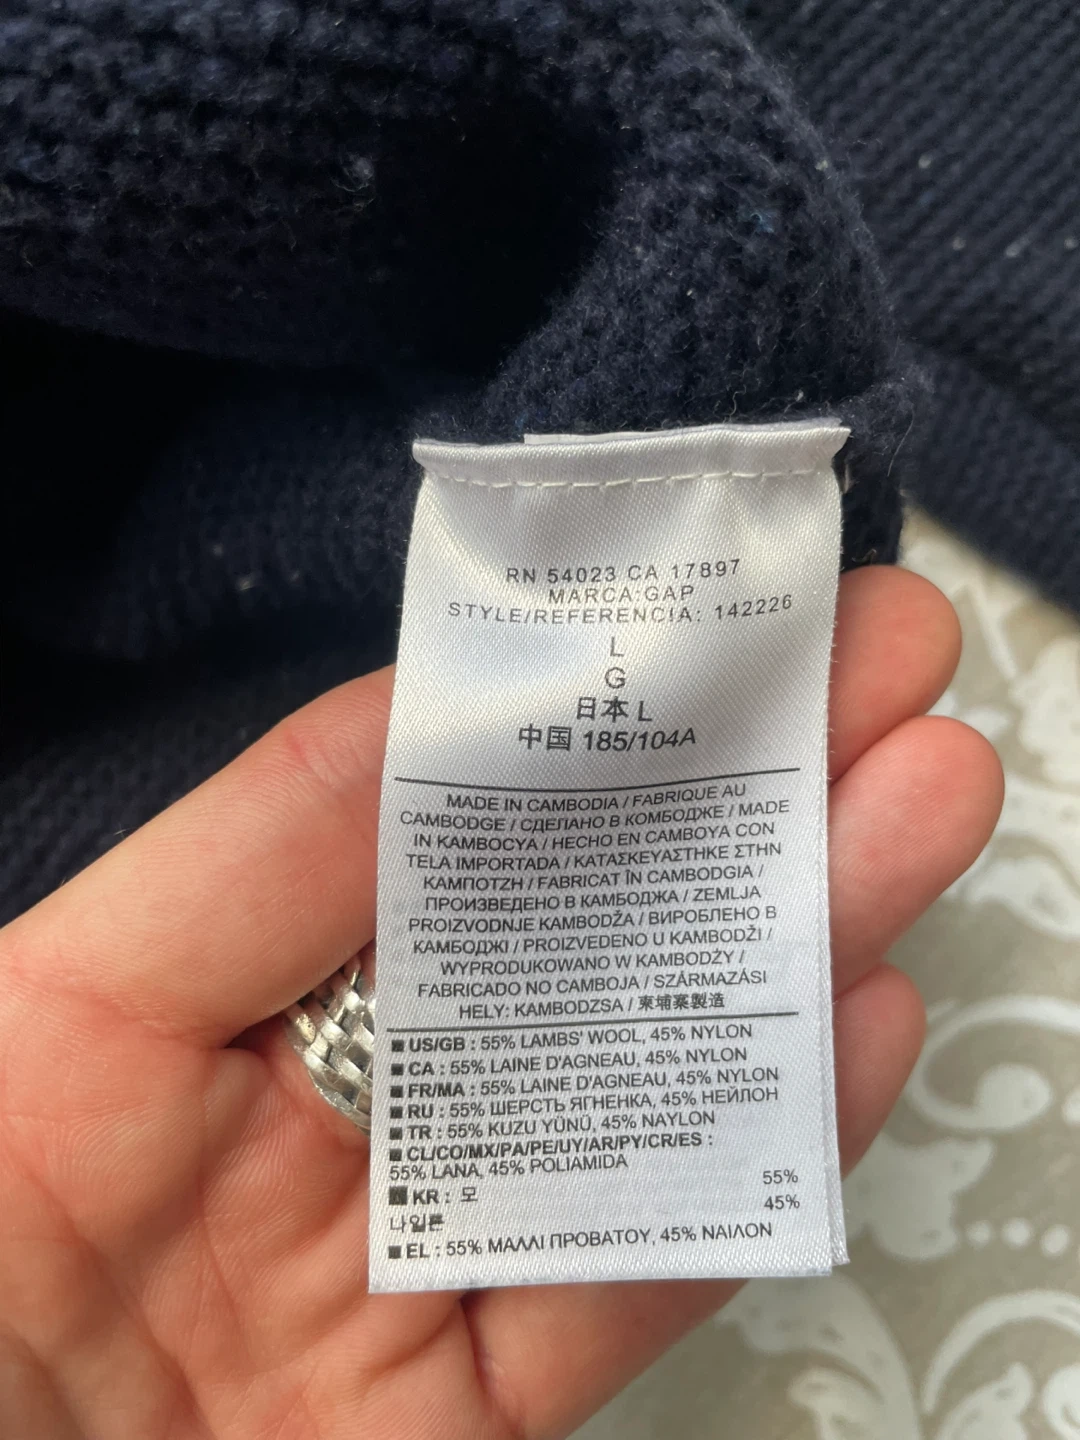 RN 54023 CA 17897
MARCA:GAP
STYLE/REFERENCIA: 142226
L
G
日本 L
中国 185/104A
MADE IN CAMBODIA / FABRIQUE AU
CAMBODGE / СДЕЛАНО В КОМБОДЖЕ / MADE
IN KAMBOCYA / HECHO EN CAMBOYA CON
TELA IMPORTADA / ΚΑΤΑΣΚΕΥΑΣΤΗΚΕ ΣΤΗΝ
ΚΑΜΠΟΤΖΗ / FABRICAT ÎN CAMBODGIA /
ПРОИЗВЕДЕНО В КАМБОДЖА / ZEMLJA
PROIZVODNJE KAMBODŽA / ВИРОБЛЕНО В
КАМБОДЖІ / PROIZVEDENO U KAMBODŽI /
WYPRODUKOWANO W KAMBODŻY /
FABRICADO NO CAMBOJA / SZÁRMAZÁSI
HELY: KAMBODZSA / 柬埔寨製造
US/GB : 55% LAMBS' WOOL, 45% NYLON
CA : 55% LAINE D'AGNEAU, 45% NYLON
FR/MA : 55% LAINE D'AGNEAU, 45% NYLON
RU : 55% ШЕРСТЬ ЯГНЕНКА, 45% НЕЙЛОН
TR : 55% KUZU YÜNÜ, 45% NAYLON
CL/CO/MX/PA/PE/UY/AR/PY/CR/ES :
55% LANA, 45% POLIAMIDA
KR : 모 55%
나일론 45%
EL : 55% ΜΑΛΛΙ ΠΡΟΒΑΤΟΥ, 45% ΝΑΙΛΟΝ